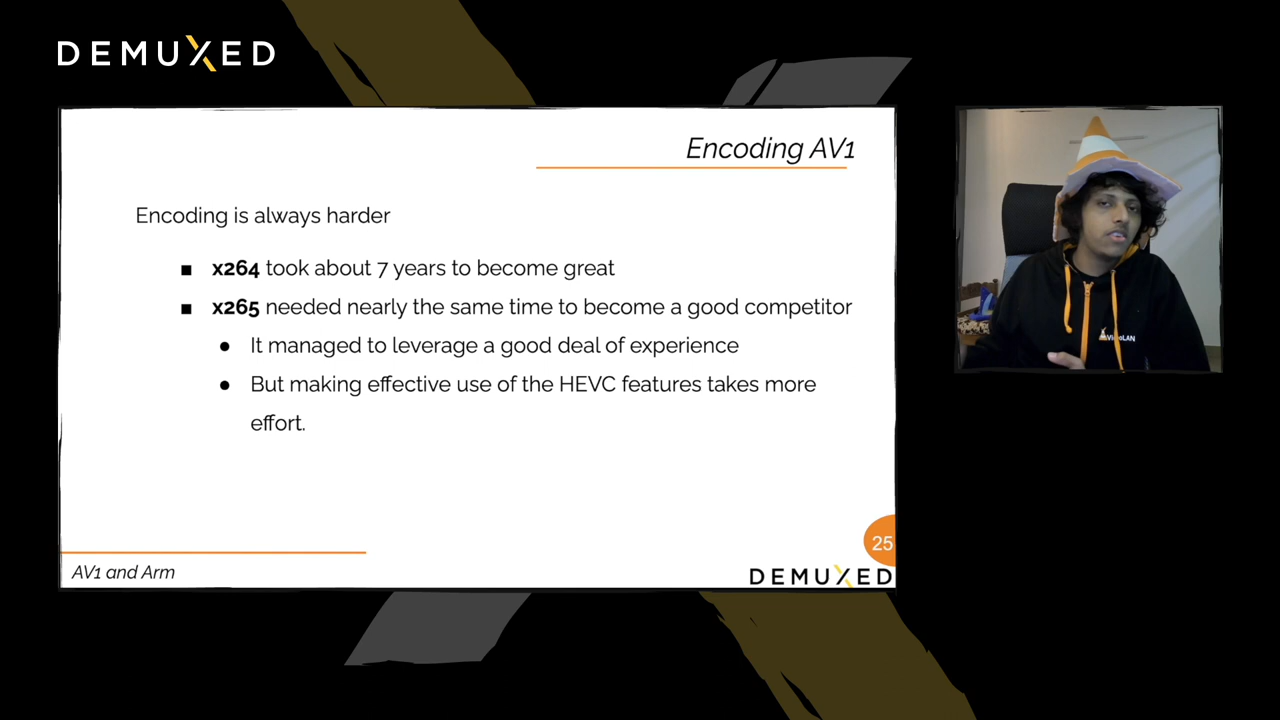 DEMUXED
Encoding AV1
Encoding is always harder
■ x264 took about 7 years to become great
■ x265 needed nearly the same time to become a good competitor
● It managed to leverage a good deal of experience
● But making effective use of the HEVC features takes more
effort.
25
AV1 and Arm
DEMUXED
VideoLAN